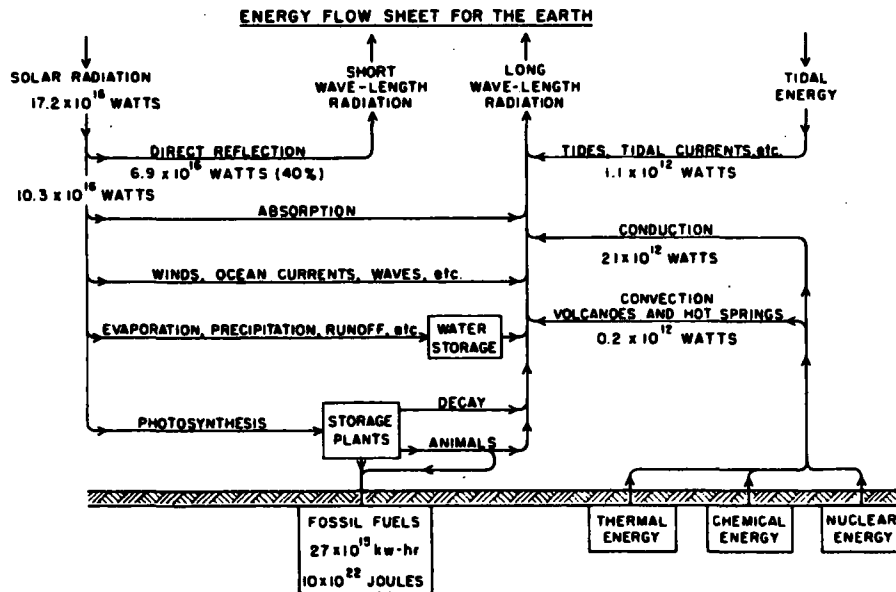 ENERGY FLOW SHEET FOR THE EARTH
SOLAR RADIATION
17.2 x 10^16 WATTS
SHORT
WAVE-LENGTH
RADIATION
LONG
WAVE-LENGTH
RADIATION
TIDAL
ENERGY
DIRECT REFLECTION
6.9 x 10^16 WATTS (40%)
TIDES, TIDAL CURRENTS, etc.
1.1 x 10^12 WATTS
10.3 x 10^16 WATTS
ABSORPTION
CONDUCTION
21 x 10^12 WATTS
WINDS, OCEAN CURRENTS, WAVES, etc.
CONVECTION
VOLCANOES AND HOT SPRINGS
0.2 x 10^12 WATTS
EVAPORATION, PRECIPITATION, RUNOFF, etc.
WATER
STORAGE
PHOTOSYNTHESIS
STORAGE
PLANTS
DECAY
ANIMALS
FOSSIL FUELS
27 x 10^15 kw-hr
10 x 10^22 JOULES
THERMAL
ENERGY
CHEMICAL
ENERGY
NUCLEAR
ENERGY